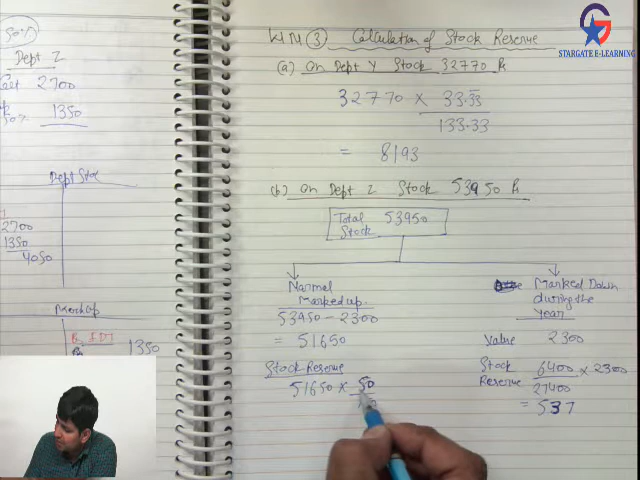 50%
Dept Z
2700
1350
Dept Stock
2700
1350
4050
Markup
1350
STARGATE E-LEARNING
WN (3) Calculation of Stock Reserve
(a) On Dept Y Stock 32770 Rs
32770 × 33.33
133.33
= 8193
(b) On Dept Z Stock 53950 Rs
Total Stock 53950
Normal
Marked up
53950 - 2300
= 51650
Stock Reserve
51650 × 50
Marked Down
during the
Year
Value 2300
Stock Reserve 6400 × 2300
27400
= 537